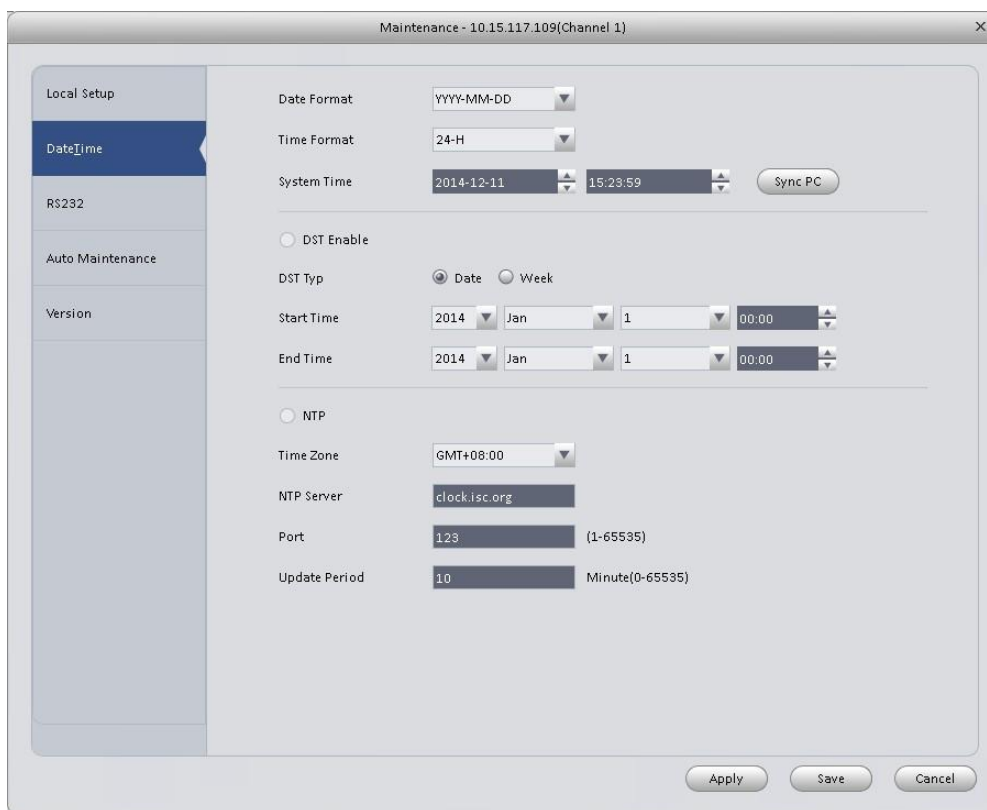 Maintenance - 10.15.117.109(Channel 1)
Local Setup
DateTime
RS232
Auto Maintenance
Version
Date Format YYYY-MM-DD
Time Format 24-H
System Time 2014-12-11 15:23:59 Sync PC
DST Enable
DST Typ Date Week
Start Time 2014 Jan 1 00:00
End Time 2014 Jan 1 00:00
NTP
Time Zone GMT+08:00
NTP Server clock.isc.org
Port 123 (1-65535)
Update Period 10 Minute(0-65535)
Apply Save Cancel